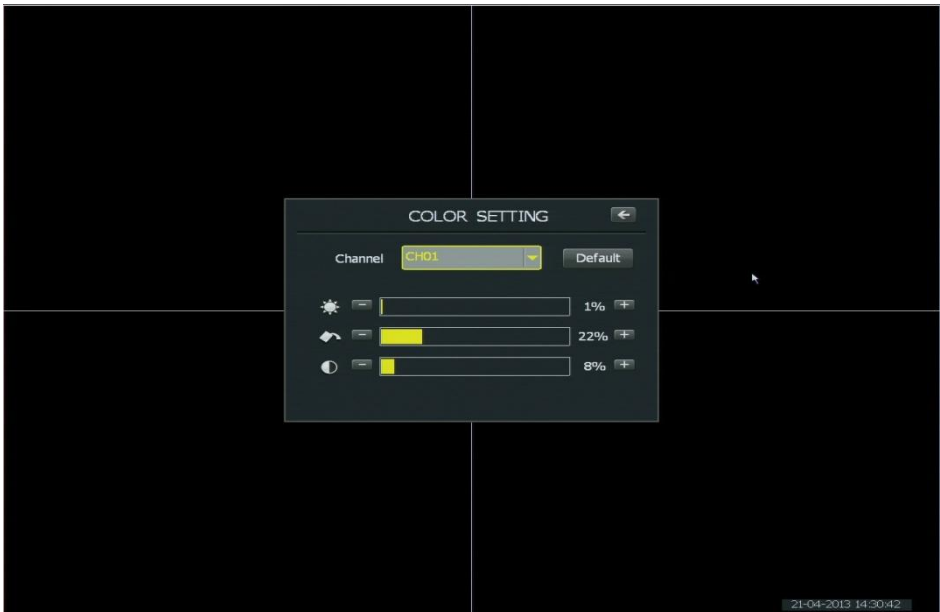 COLOR SETTING
Channel CH01 Default
1%
22%
8%
21-04-2013 14:30:42